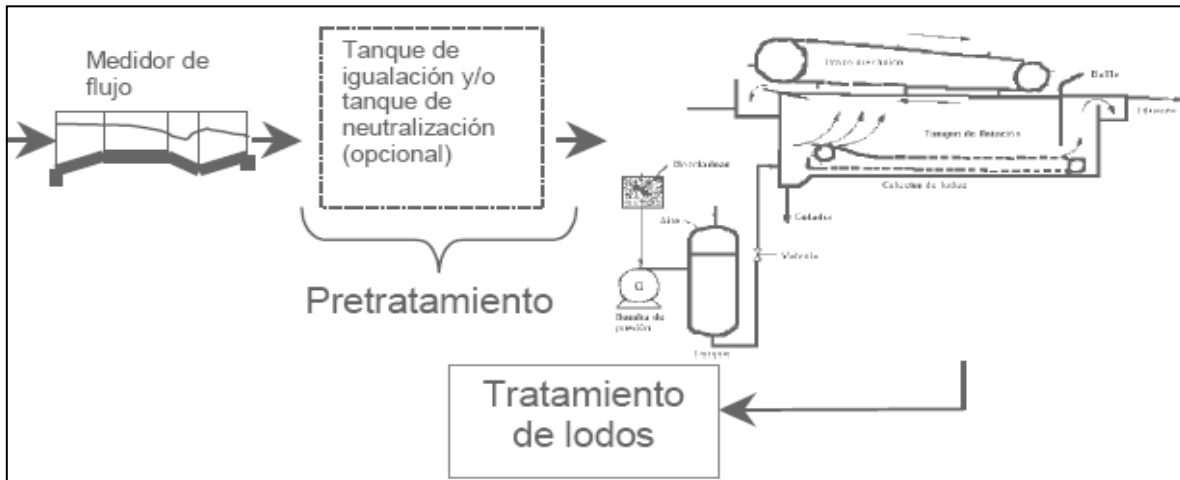 Medidor de
flujo
Tanque de
igualación y/o
tanque de
neutralización
(opcional)
Pretratamiento
Baffle
Tanque de flotación
Colector de lodos
Aire
Válvula
Bomba de
presión
Tanque
Tratamiento
de lodos